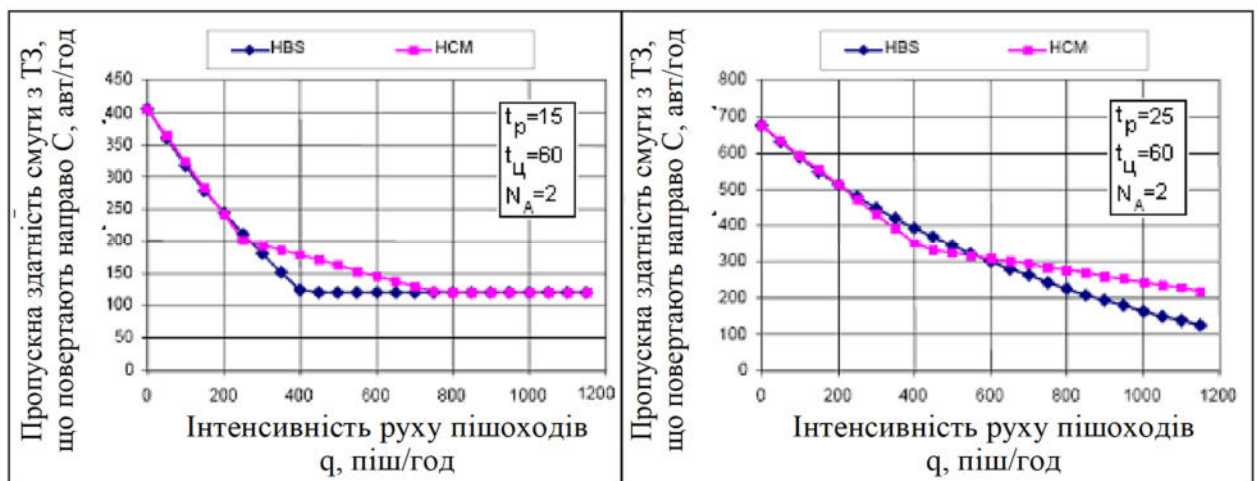 Пропускна здатність смуги з ТЗ,
що повертають направо С, авт/год
HBS
HCM
450
400
350
300
250
200
150
100
50
0
t_p=15
t_ц=60
N_A=2
0
200
400
600
800
1000
1200
Інтенсивність руху пішоходів
q, піш/год
Пропускна здатність смуги з ТЗ,
що повертають направо С, авт/год
HBS
HCM
800
700
600
500
400
300
200
100
0
t_p=25
t_ц=60
N_A=2
0
200
400
600
800
1000
1200
Інтенсивність руху пішоходів
q, піш/год